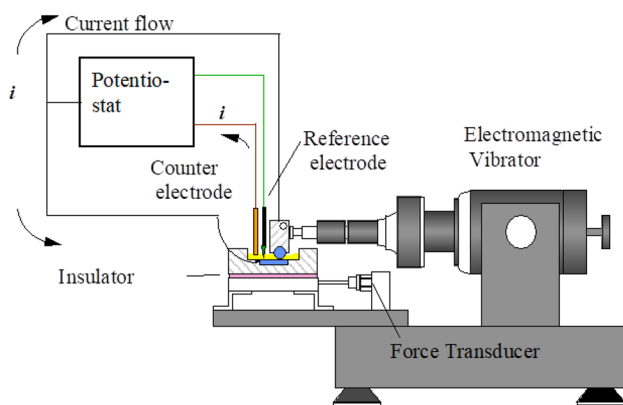 Current flow
i
Potentio-
stat
i
Reference
electrode
Counter
electrode
Electromagnetic
Vibrator
Insulator
Force Transducer